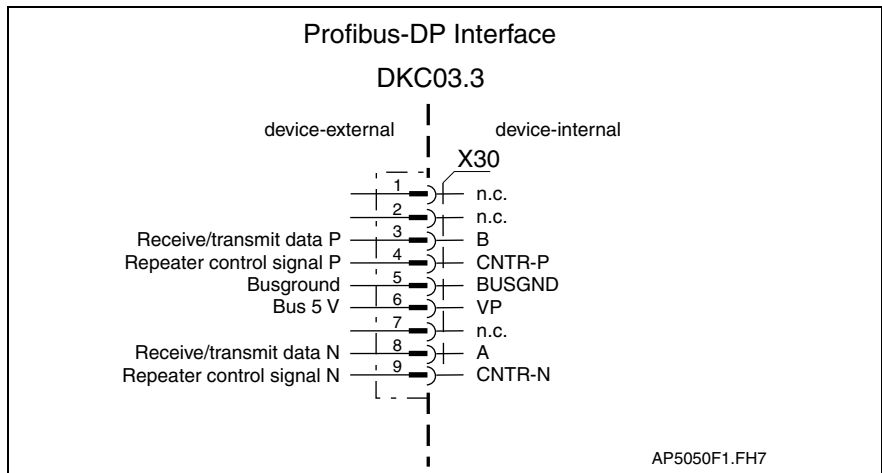 Profibus-DP Interface
DKC03.3
device-external device-internal
X30
1 n.c.
2 n.c.
Receive/transmit data P 3 B
Repeater control signal P 4 CNTR-P
Busground 5 BUSGND
Bus 5 V 6 VP
7 n.c.
Receive/transmit data N 8 A
Repeater control signal N 9 CNTR-N
AP5050F1.FH7